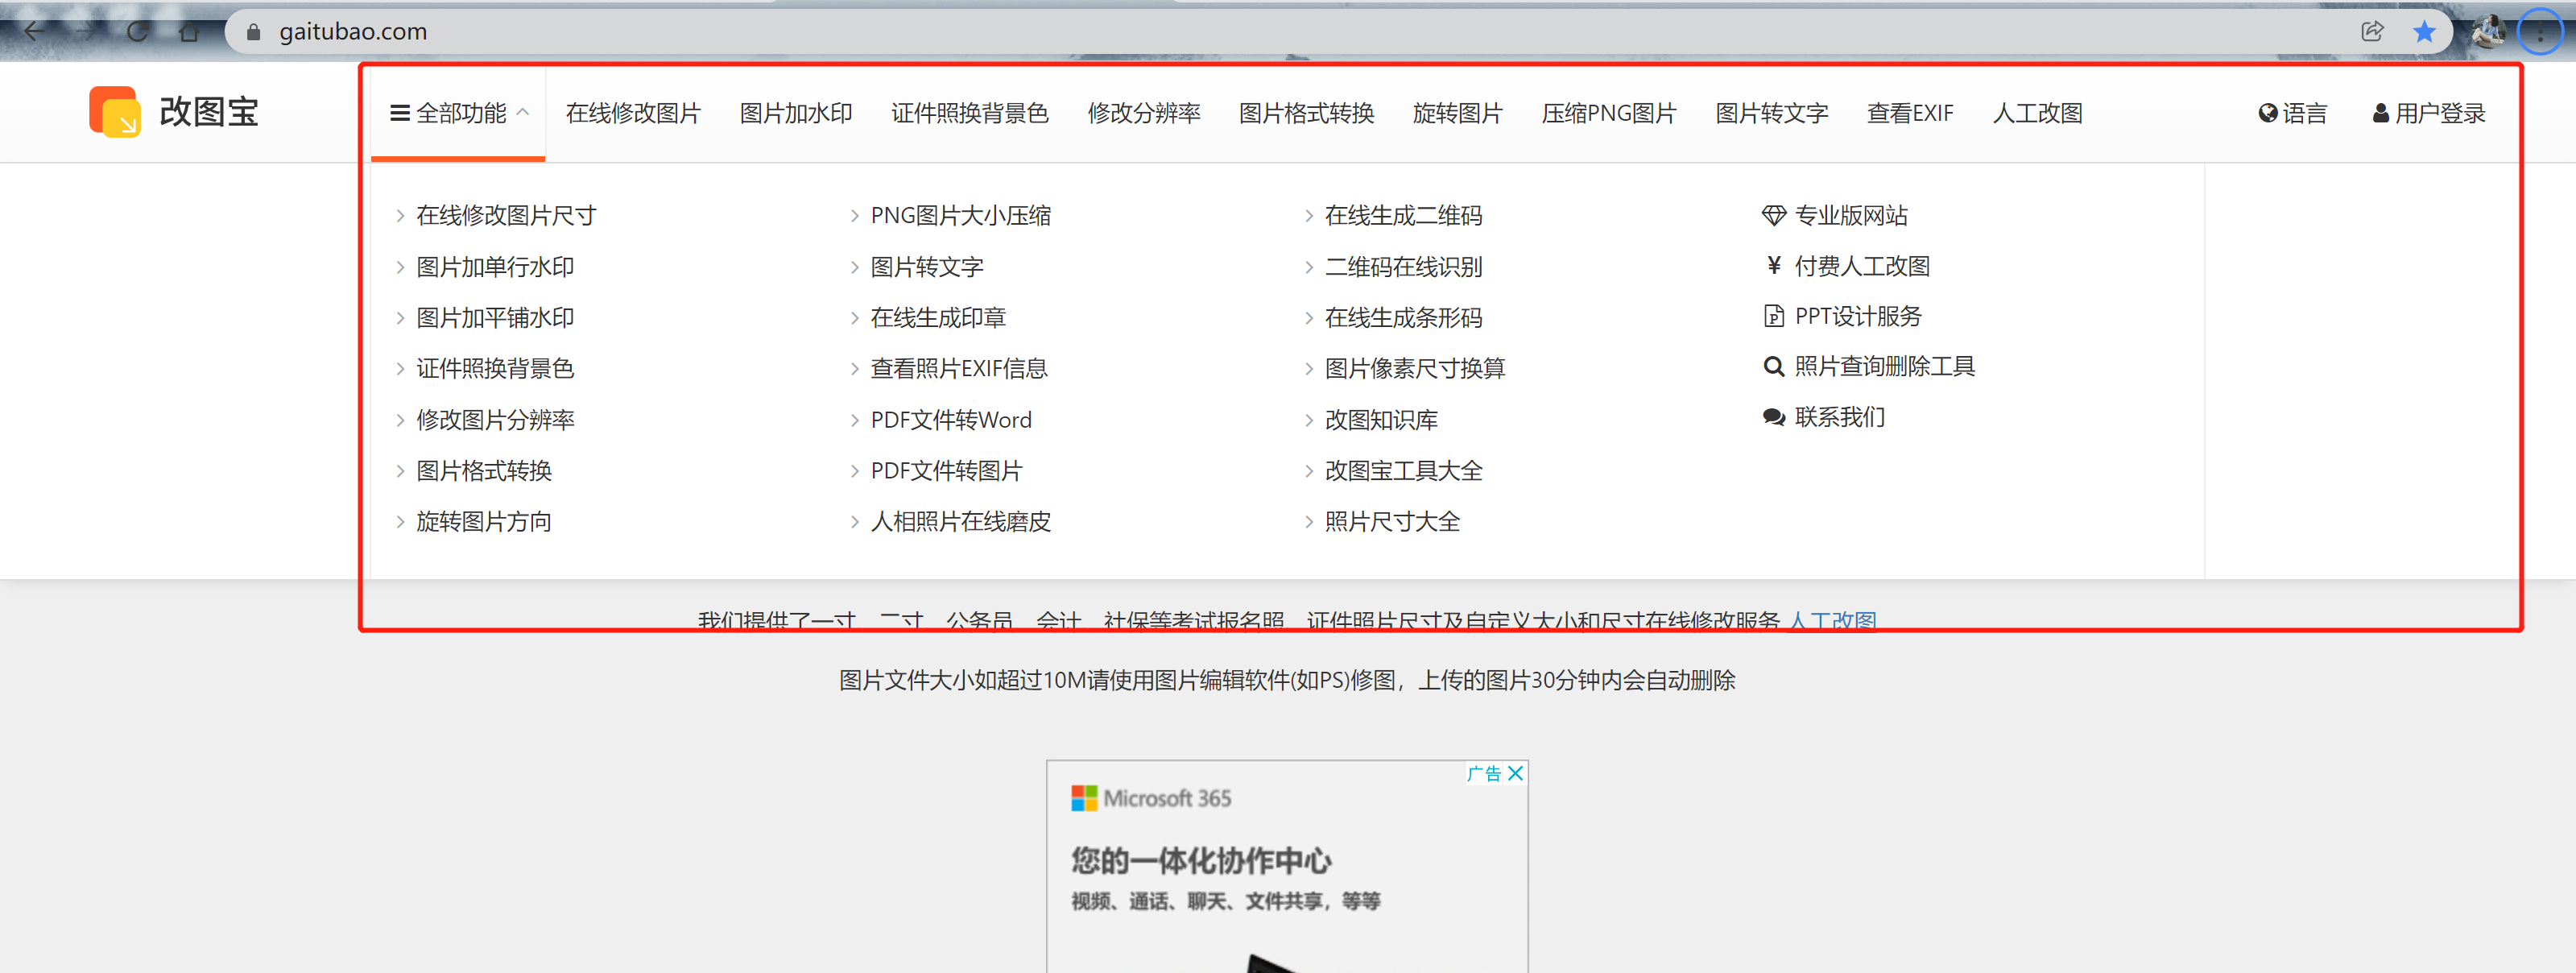 gaitubao.com
改图宝
全部功能 在线修改图片 图片加水印 证件照换背景色 修改分辨率 图片格式转换 旋转图片 压缩PNG图片 图片转文字 查看EXIF 人工改图 语言 用户登录
在线修改图片尺寸
图片加单行水印
图片加平铺水印
证件照换背景色
修改图片分辨率
图片格式转换
旋转图片方向
PNG图片大小压缩
图片转文字
在线生成印章
查看照片EXIF信息
PDF文件转Word
PDF文件转图片
人相照片在线磨皮
在线生成二维码
二维码在线识别
在线生成条形码
图片像素尺寸换算
改图知识库
改图宝工具大全
照片尺寸大全
专业版网站
¥ 付费人工改图
PPT设计服务
照片查询删除工具
联系我们
我们提供了一寸、二寸、公务员、会计、社保等考试报名照、证件照片尺寸及自定义大小和尺寸在线修改服务 人工改图
图片文件大小如超过10M请使用图片编辑软件(如PS)修图，上传的图片30分钟内会自动删除
广告
Microsoft 365
您的一体化协作中心
视频、通话、聊天、文件共享，等等